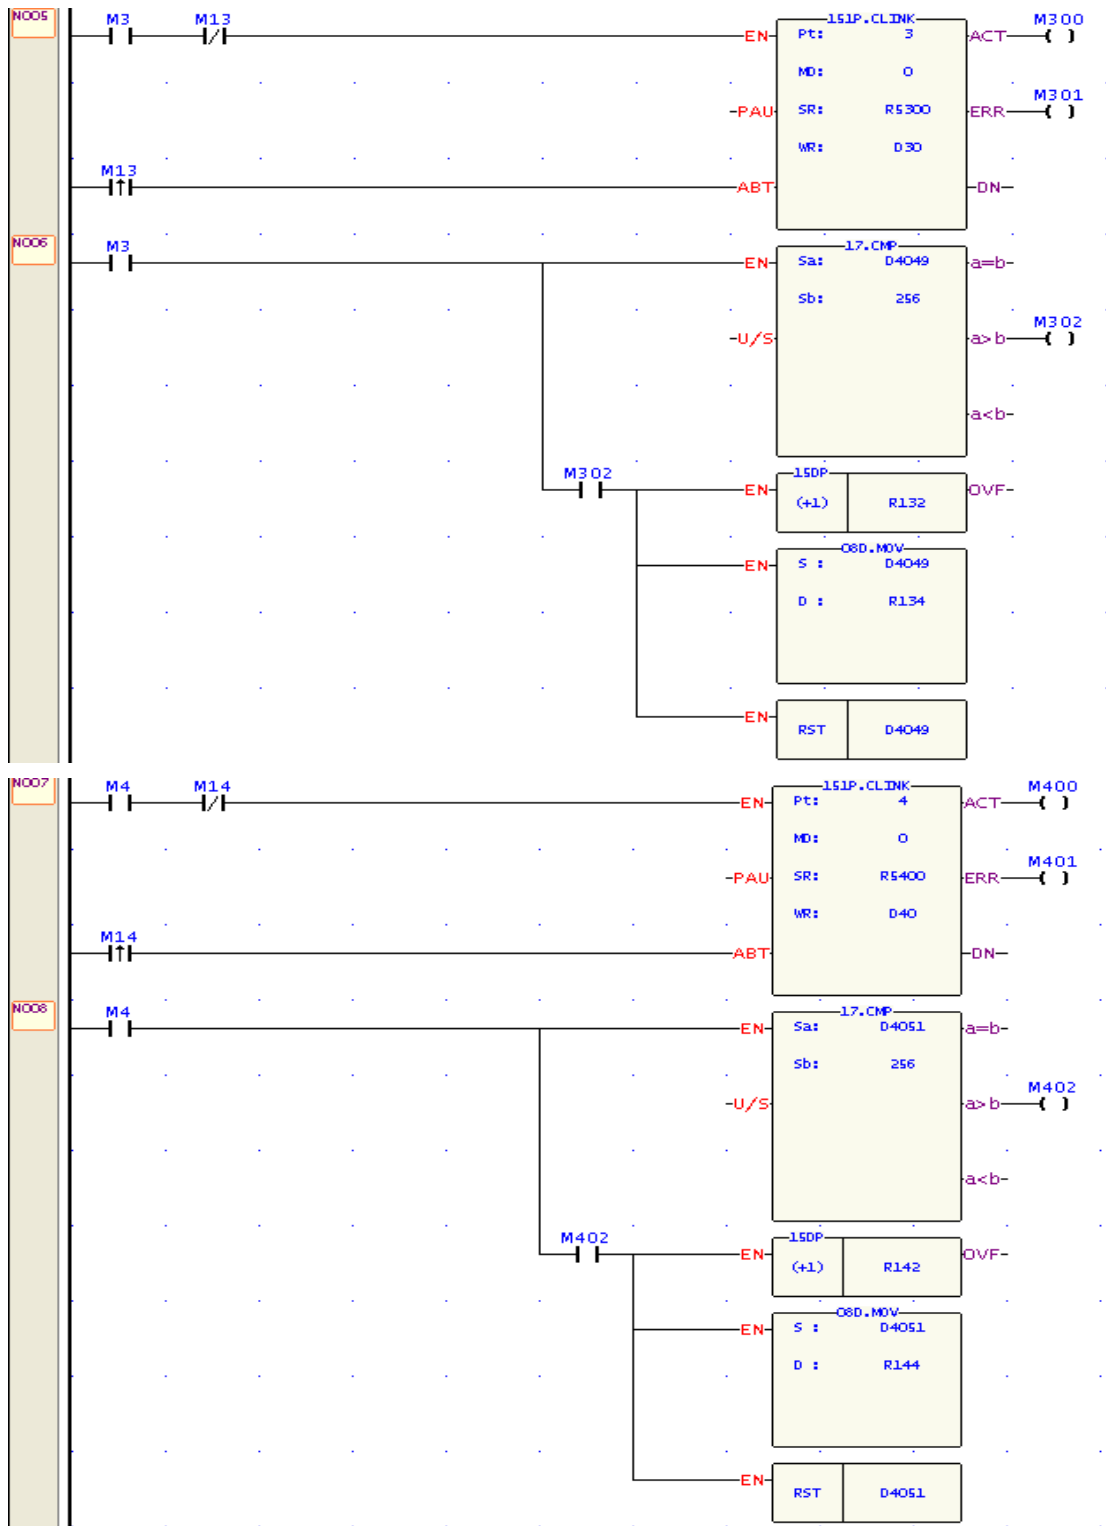 N005 M3 M13 151P.CLINK M300
EN Pt: 3 ACT ( )
MD: 0 M301
PAU SR: R5300 ERR ( )
WR: D30
M13
ABT DN
N006 M3 17.CMP
EN Sa: D4049 a=b
Sb: 256 M302
U/S a>b ( )
a<b
M302 15DP
EN (+1) R132 OVF
08D.MOV
EN S : D4049
D : R134
EN RST D4049
N007 M4 M14 151P.CLINK M400
EN Pt: 4 ACT ( )
MD: 0 M401
PAU SR: R5400 ERR ( )
WR: D40
M14
ABT DN
N008 M4 17.CMP
EN Sa: D4051 a=b
Sb: 256 M402
U/S a>b ( )
a<b
M402 15DP
EN (+1) R142 OVF
08D.MOV
EN S : D4051
D : R144
EN RST D4051